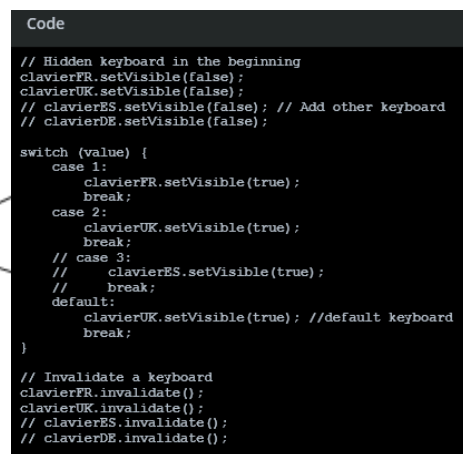 Code
// Hidden keyboard in the beginning
clavierFR.setVisible(false);
clavierUK.setVisible(false);
// clavierES.setVisible(false); // Add other keyboard
// clavierDE.setVisible(false);

switch (value) {
    case 1:
        clavierFR.setVisible(true);
        break;
    case 2:
        clavierUK.setVisible(true);
        break;
    // case 3:
    //     clavierES.setVisible(true);
    //     break;
    default:
        clavierUK.setVisible(true); //default keyboard
        break;
}

// Invalidate a keyboard
clavierFR.invalidate();
clavierUK.invalidate();
// clavierES.invalidate();
// clavierDE.invalidate();